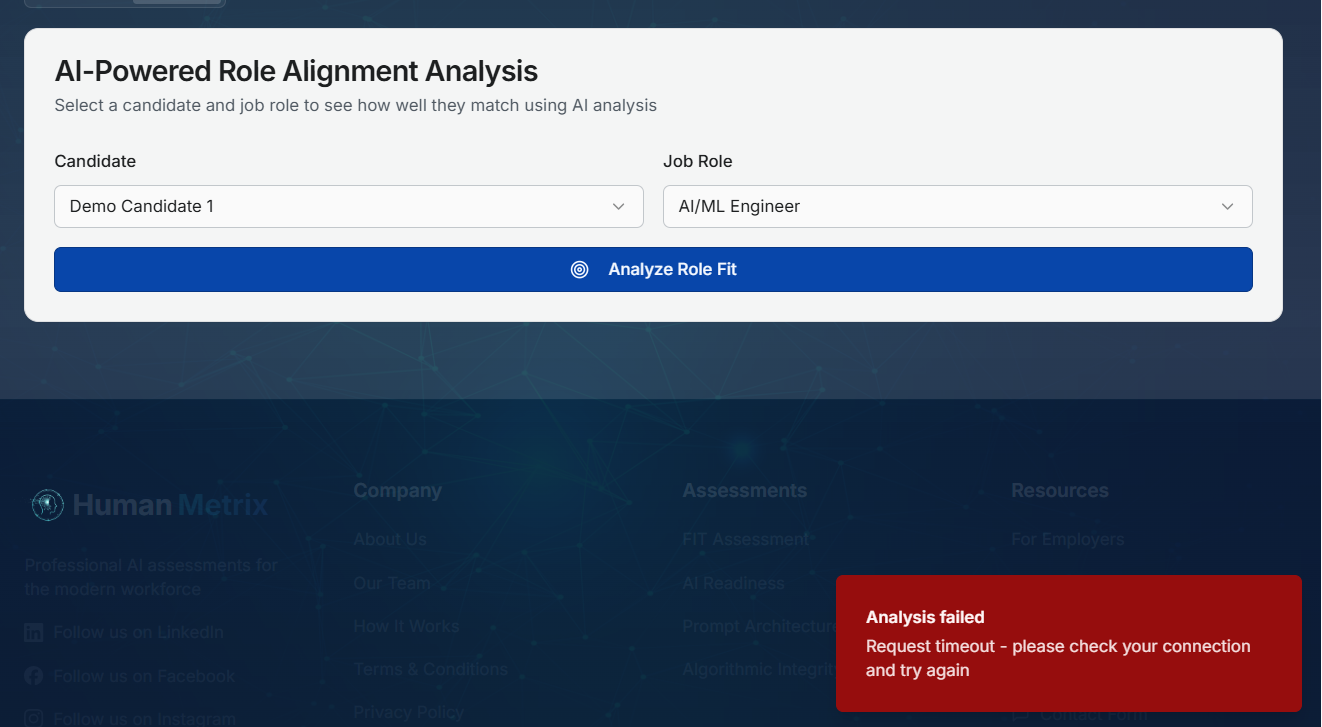 AI-Powered Role Alignment Analysis
Select a candidate and job role to see how well they match using AI analysis
Candidate
Job Role
Demo Candidate 1
AI/ML Engineer
Analyze Role Fit
Human Metrix
Professional AI assessments for
the modern workforce
Follow us on LinkedIn
Follow us on Facebook
Follow us on Instagram
Company
About Us
Our Team
How It Works
Terms & Conditions
Privacy Policy
Assessments
FIT Assessment
AI Readiness
Prompt Architecture
Algorithmic
Resources
For Employers
Contact Form
Analysis failed
Request timeout - please check your connection
and try again